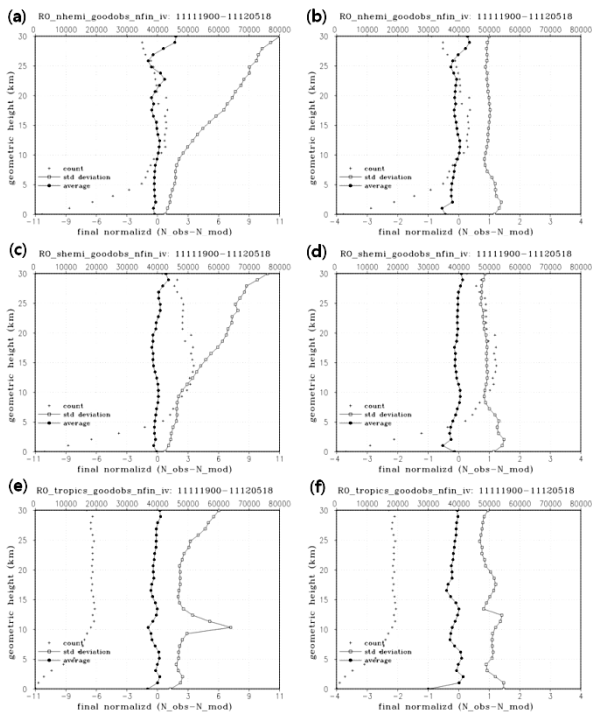 (a) RO_nhemi_goodobs_nfin_iv: 11111900-11120518
0 10000 20000 30000 40000 50000 60000 70000 80000
geometric height (km)
30
25
20
15
10
5
0
count
std deviation
average
-11 -9 -7 -5 -3 -1 0 1 3 5 7 9 11
final normalizd (N_obs-N_mod)
(b) RO_nhemi_goodobs_nfin_iv: 11111900-11120518
0 10000 20000 30000 40000 50000 60000 70000 80000
geometric height (km)
30
25
20
15
10
5
0
count
std deviation
average
-4 -3 -2 -1 0 1 2 3 4
final normalizd (N_obs-N_mod)
(c) RO_shemi_goodobs_nfin_iv: 11111900-11120518
0 10000 20000 30000 40000 50000 60000 70000 80000
geometric height (km)
30
25
20
15
10
5
0
count
std deviation
average
-11 -9 -7 -5 -3 -1 0 1 3 5 7 9 11
final normalizd (N_obs-N_mod)
(d) RO_shemi_goodobs_nfin_iv: 11111900-11120518
0 10000 20000 30000 40000 50000 60000 70000 80000
geometric height (km)
30
25
20
15
10
5
0
count
std deviation
average
-4 -3 -2 -1 0 1 2 3 4
final normalizd (N_obs-N_mod)
(e) RO_tropics_goodobs_nfin_iv: 11111900-11120518
0 10000 20000 30000 40000 50000 60000 70000 80000
geometric height (km)
30
25
20
15
10
5
0
count
std deviation
average
-11 -9 -7 -5 -3 -1 0 1 3 5 7 9 11
final normalizd (N_obs-N_mod)
(f) RO_tropics_goodobs_nfin_iv: 11111900-11120518
0 10000 20000 30000 40000 50000 60000 70000 80000
geometric height (km)
30
25
20
15
10
5
0
count
std deviation
average
-4 -3 -2 -1 0 1 2 3 4
final normalizd (N_obs-N_mod)